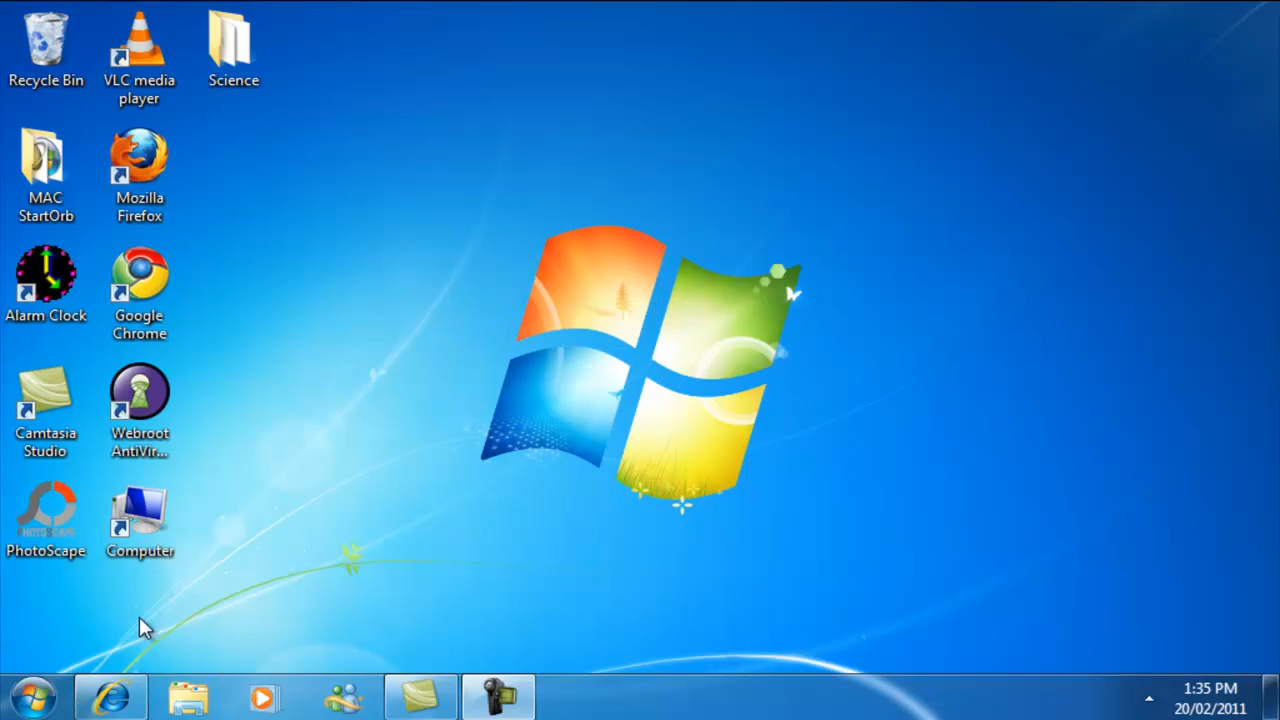 Recycle Bin
VLC media
player
Science
MAC
StartOrb
Mozilla
Firefox
Alarm Clock
Google
Chrome
Camtasia
Studio
Webroot
AntiVir...
PHOTOSCAPE
PhotoScape
Computer
1:35 PM
20/02/2011